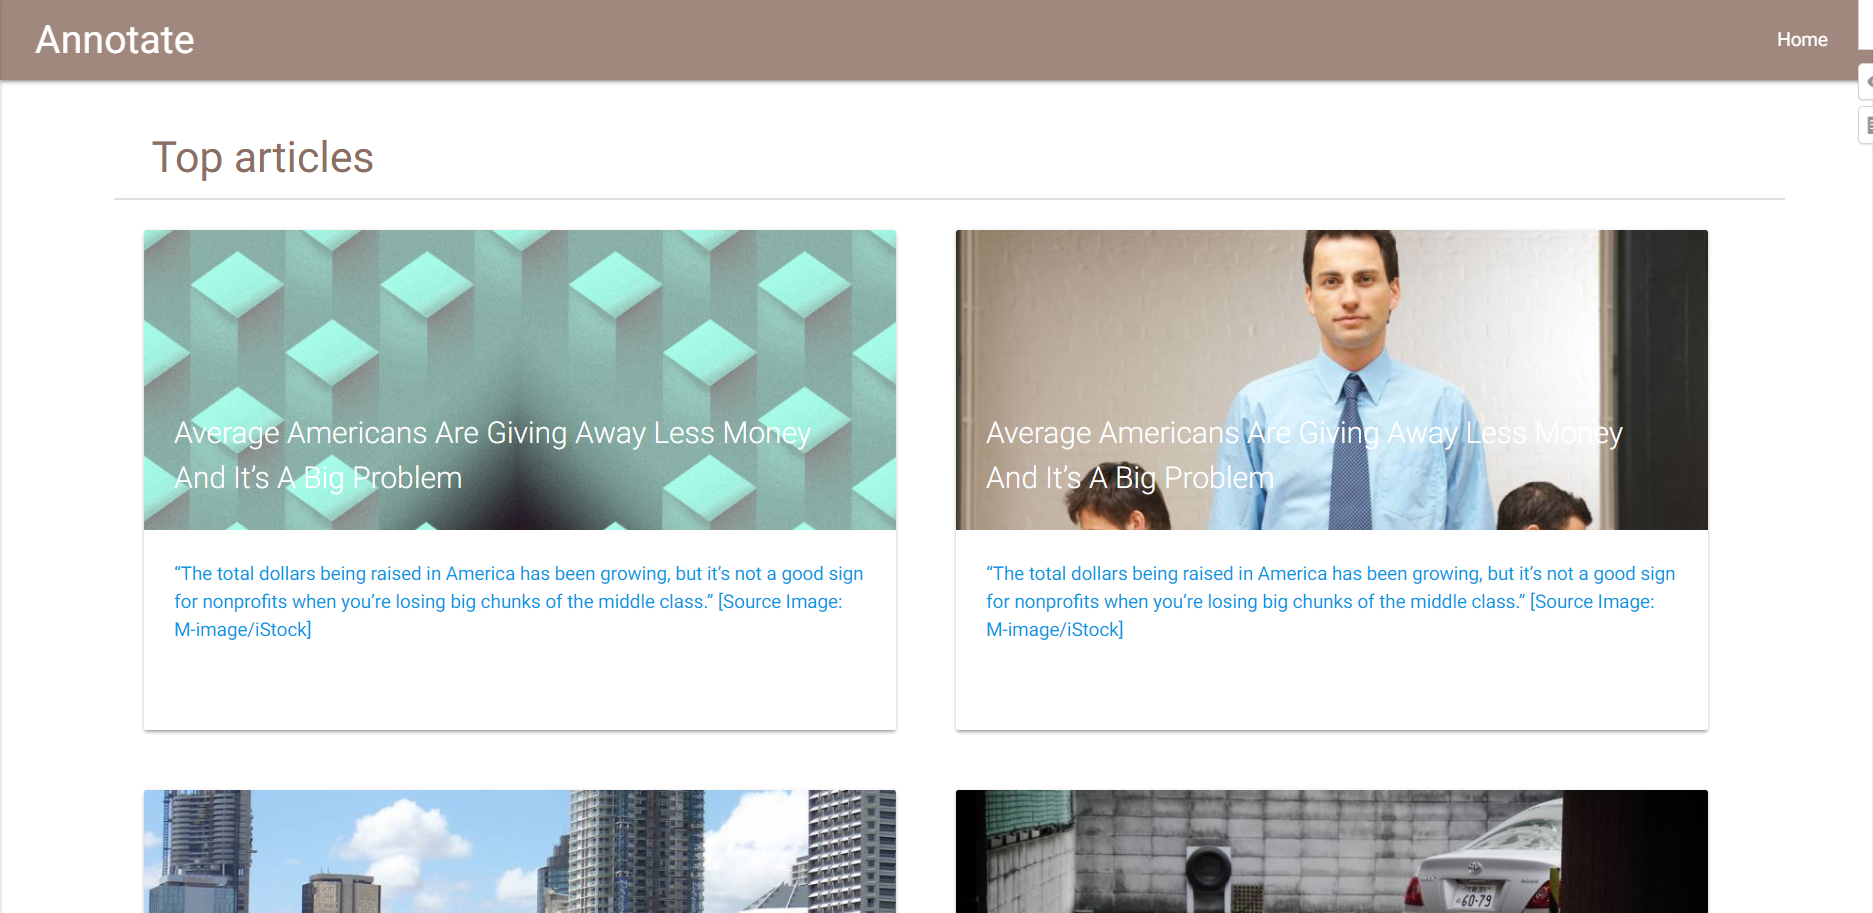 Annotate
Home
Top articles
Average Americans Are Giving Away Less Money
And It’s A Big Problem
“The total dollars being raised in America has been growing, but it’s not a good sign
for nonprofits when you’re losing big chunks of the middle class.” [Source Image:
M-image/iStock]
Average Americans Are Giving Away Less Money
And It’s A Big Problem
“The total dollars being raised in America has been growing, but it’s not a good sign
for nonprofits when you’re losing big chunks of the middle class.” [Source Image:
M-image/iStock]
60-79